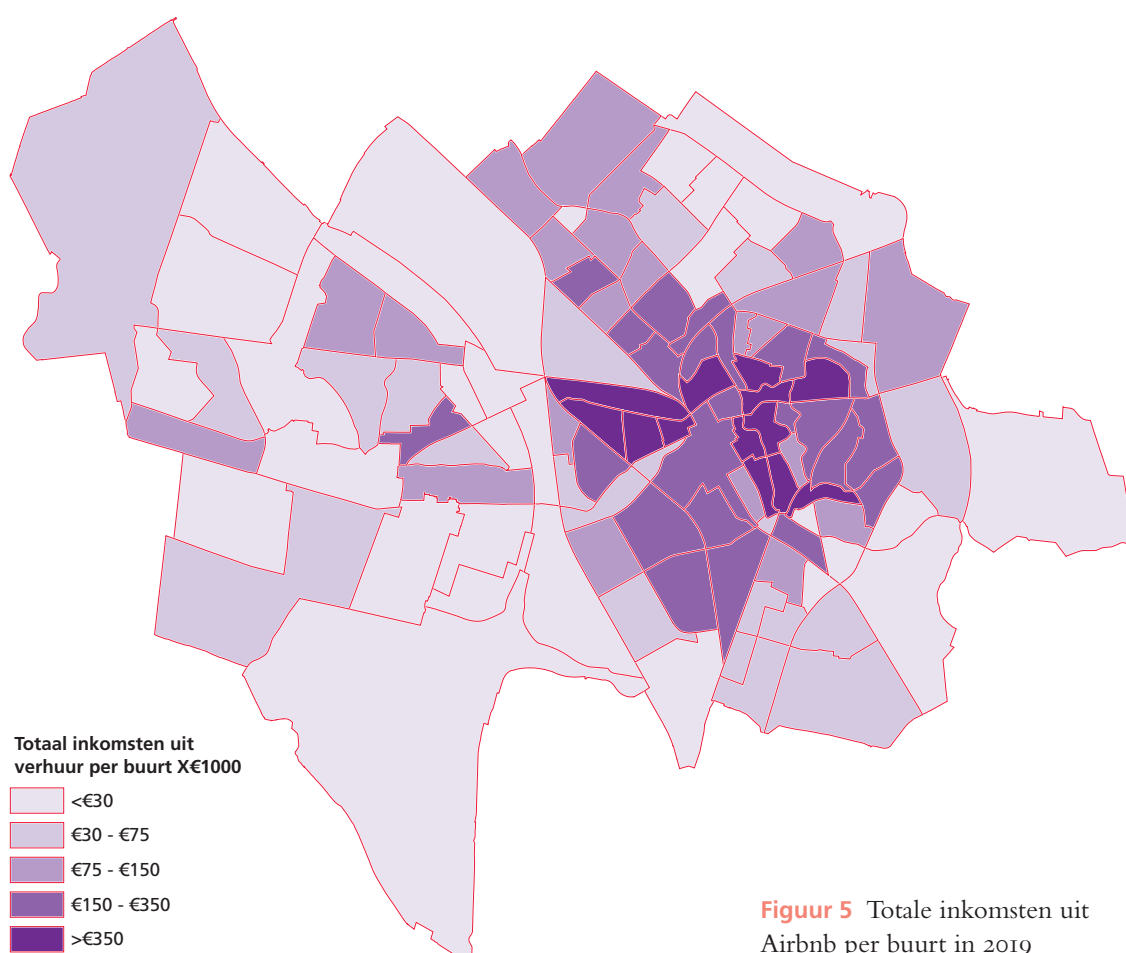 Totaal inkomsten uit
verhuur per buurt X€1000
<€30
€30 - €75
€75 - €150
€150 - €350
>€350
Figuur 5 Totale inkomsten uit
Airbnb per buurt in 2019